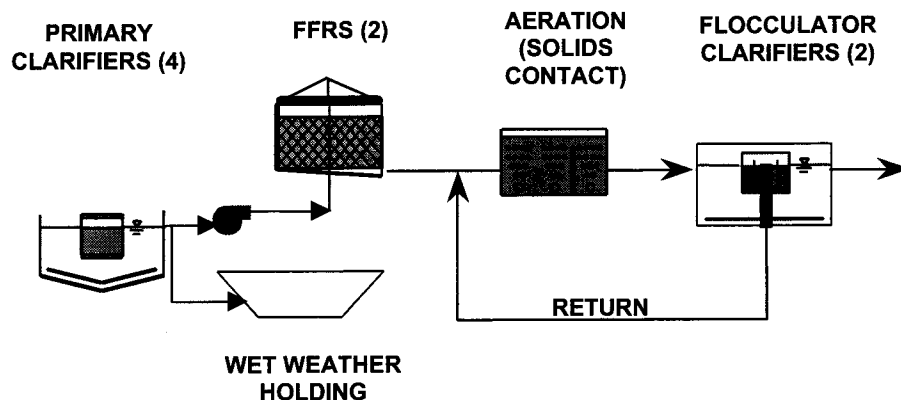 PRIMARY
CLARIFIERS (4)
FFRS (2)
AERATION
(SOLIDS
CONTACT)
FLOCCULATOR
CLARIFIERS (2)
RETURN
WET WEATHER
HOLDING